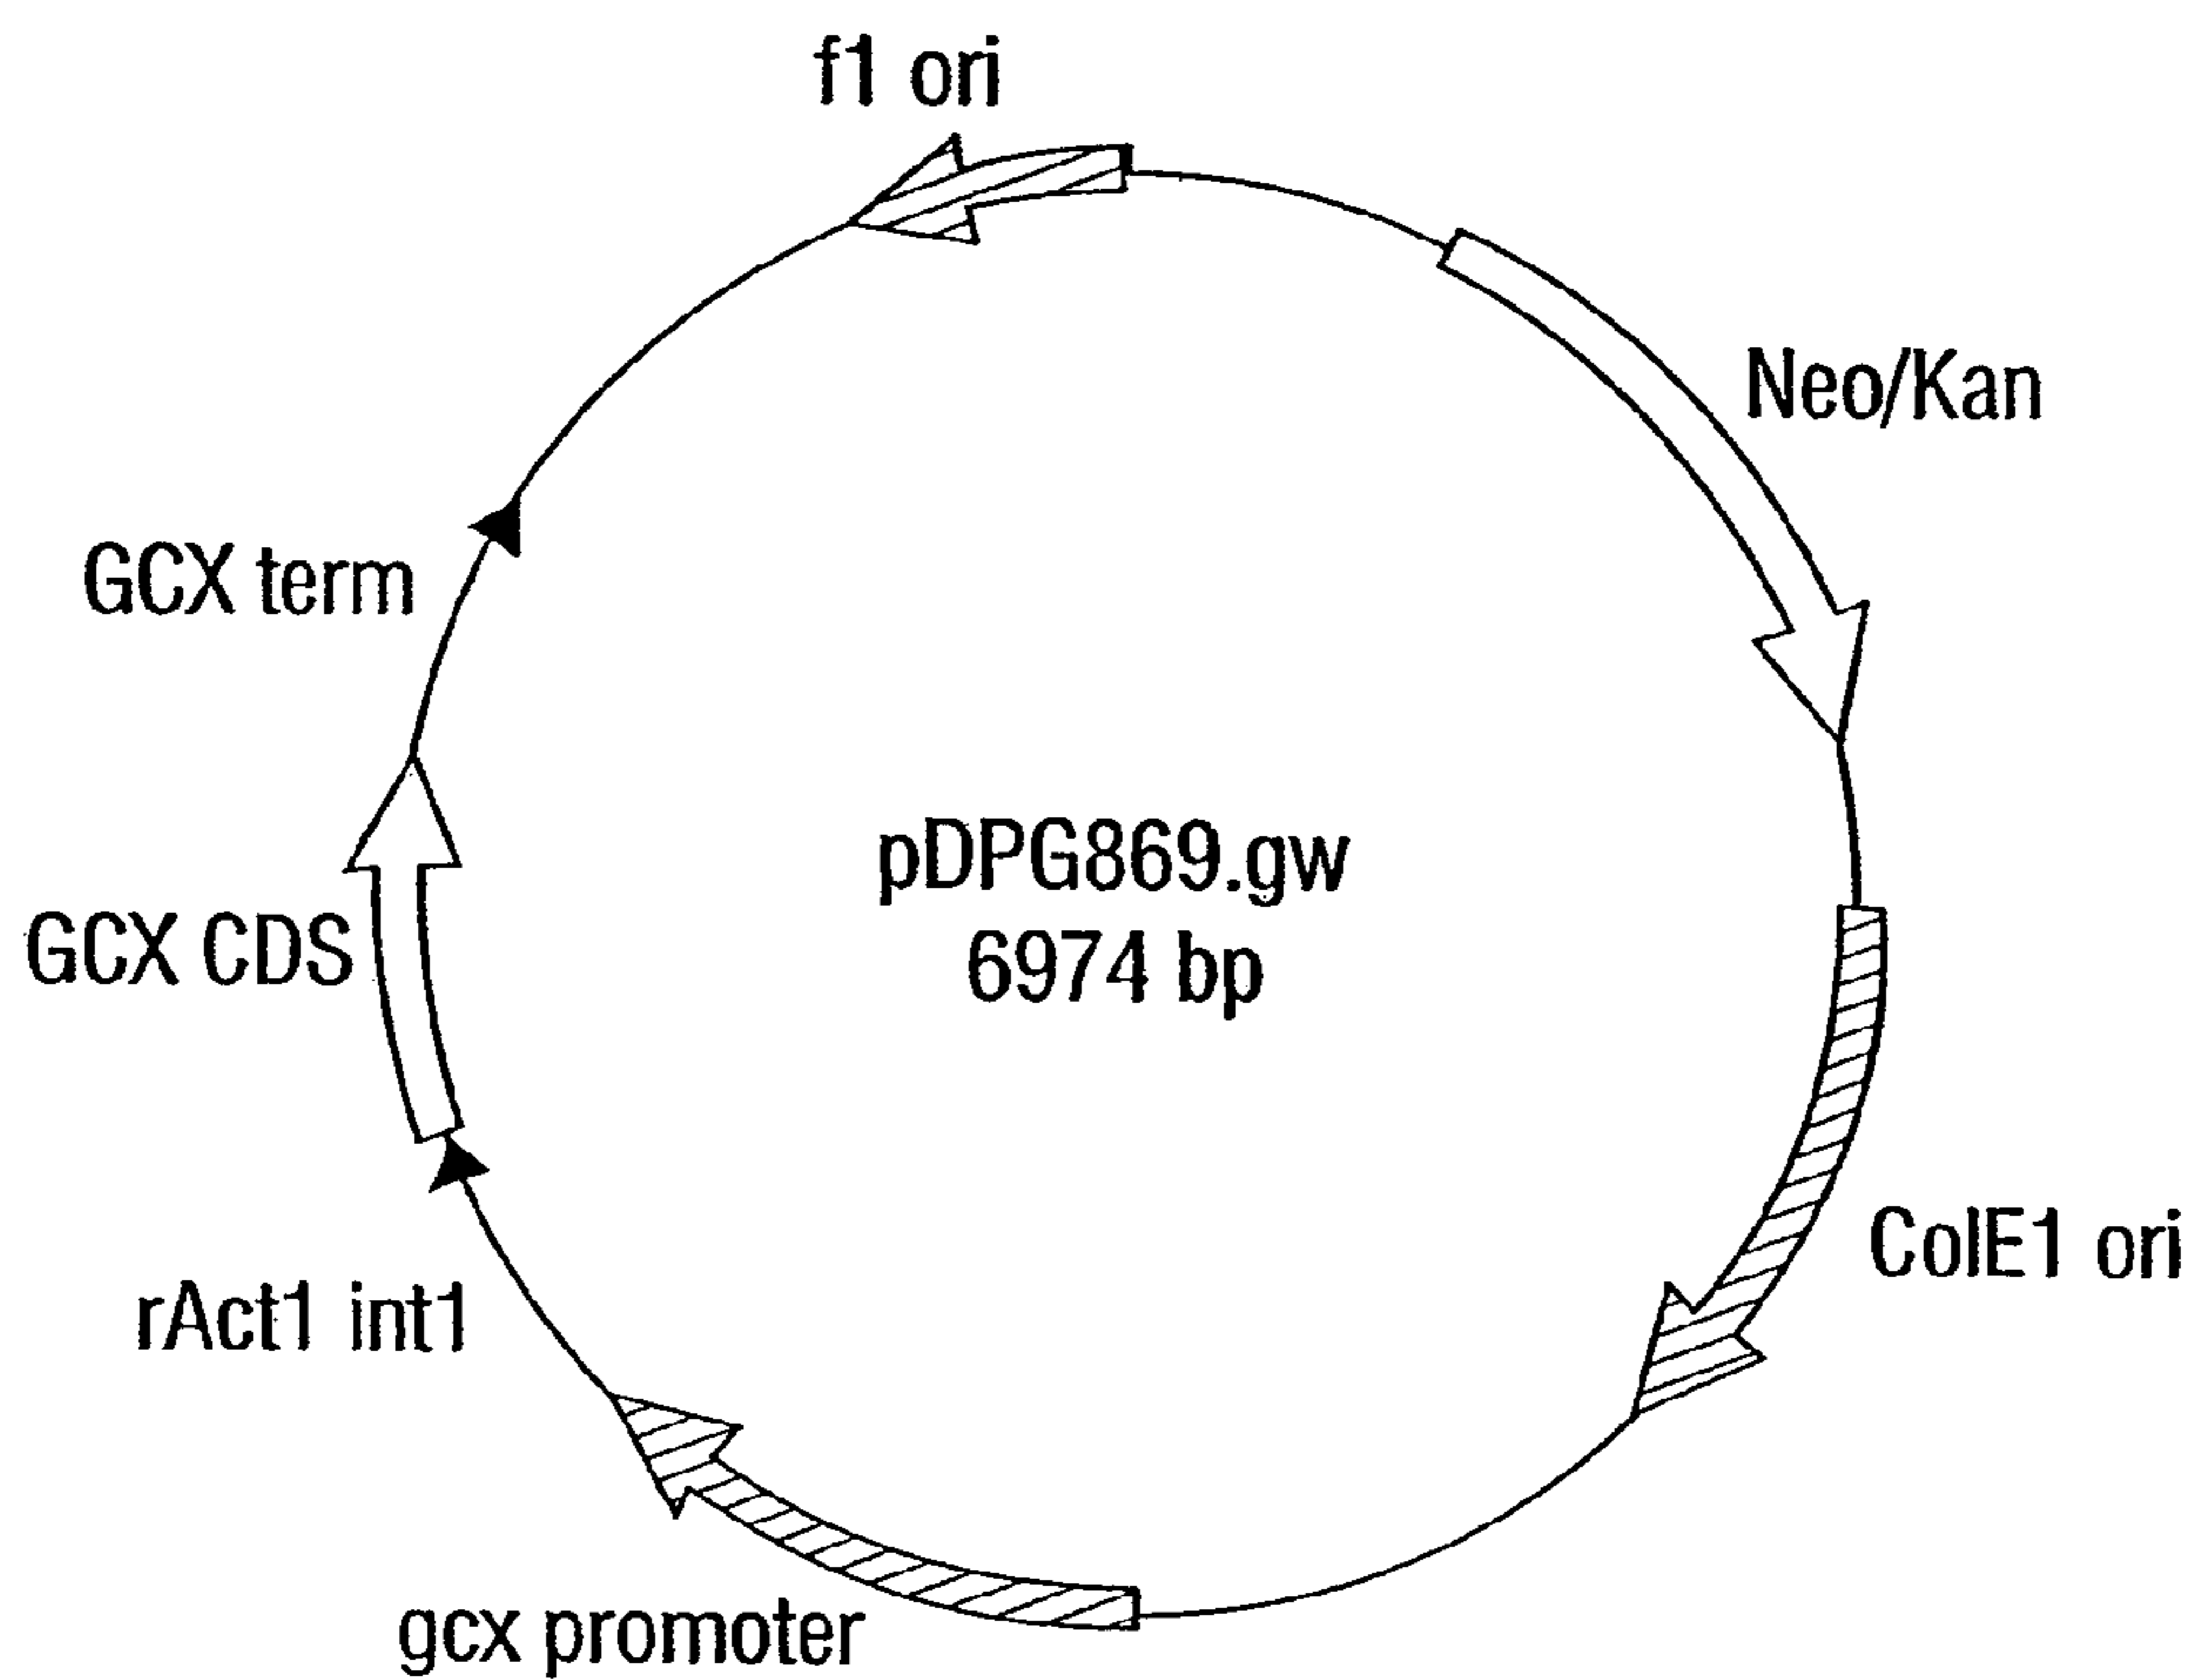 f1 ori
Neo/Kan
GCX term
pDPG869.gw
6974 bp
GCX CDS
ColE1 ori
rAct1 int1
gcx promoter